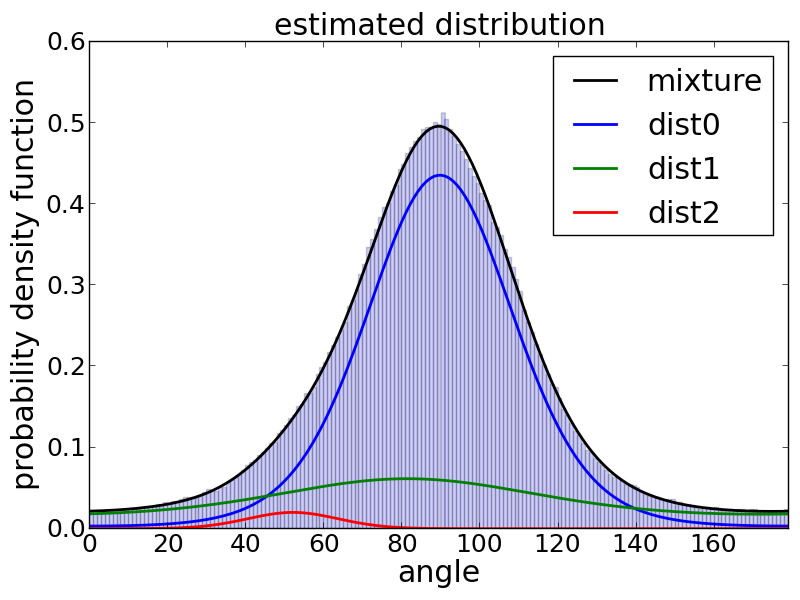 estimated distribution
probability density function
0.6
0.5
0.4
0.3
0.2
0.1
0.0
mixture
dist0
dist1
dist2
0 20 40 60 80 100 120 140 160
angle